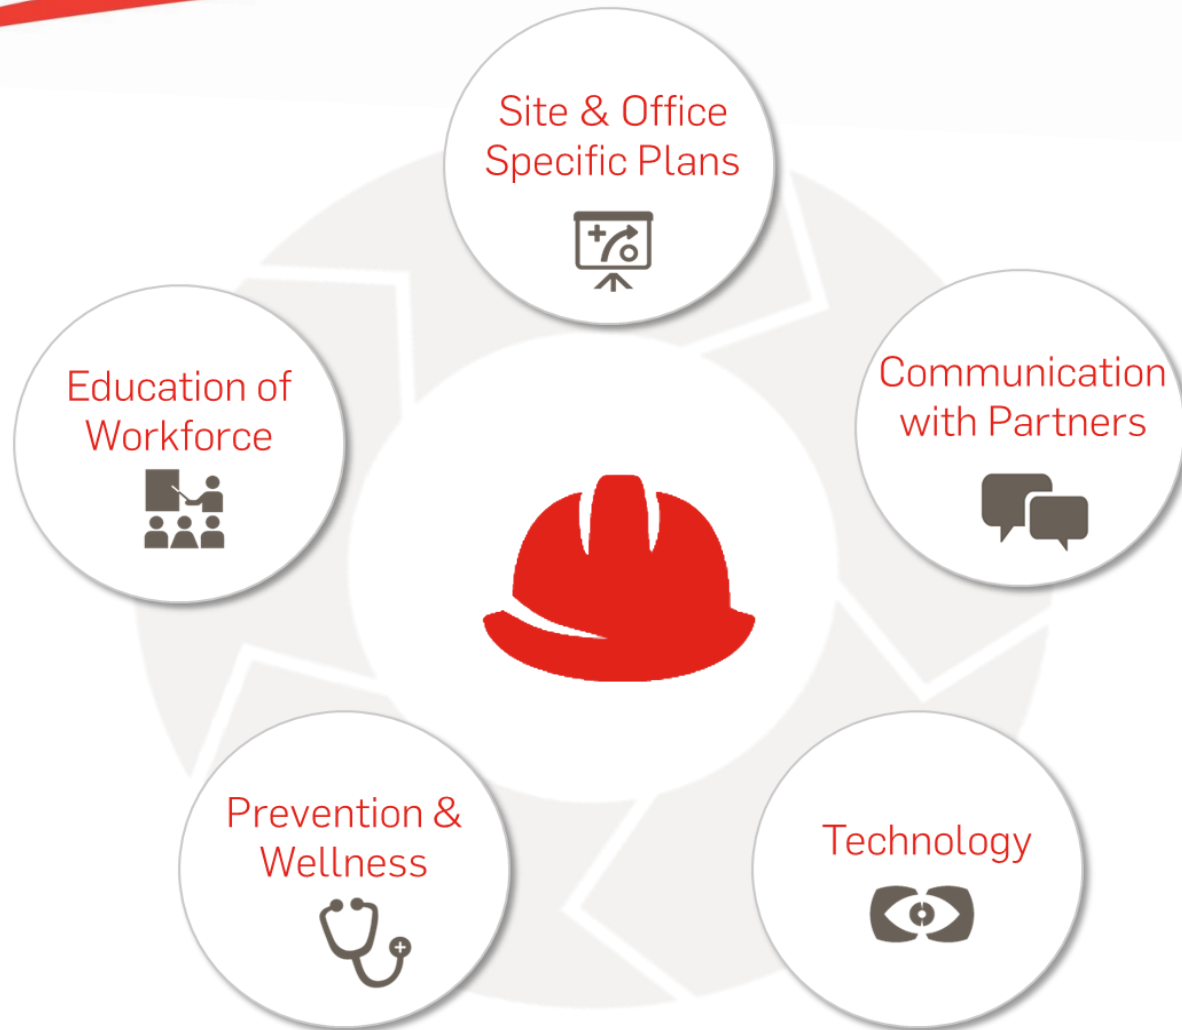 Site & Office
Specific Plans
Communication
with Partners
Technology
Prevention &
Wellness
Education of
Workforce